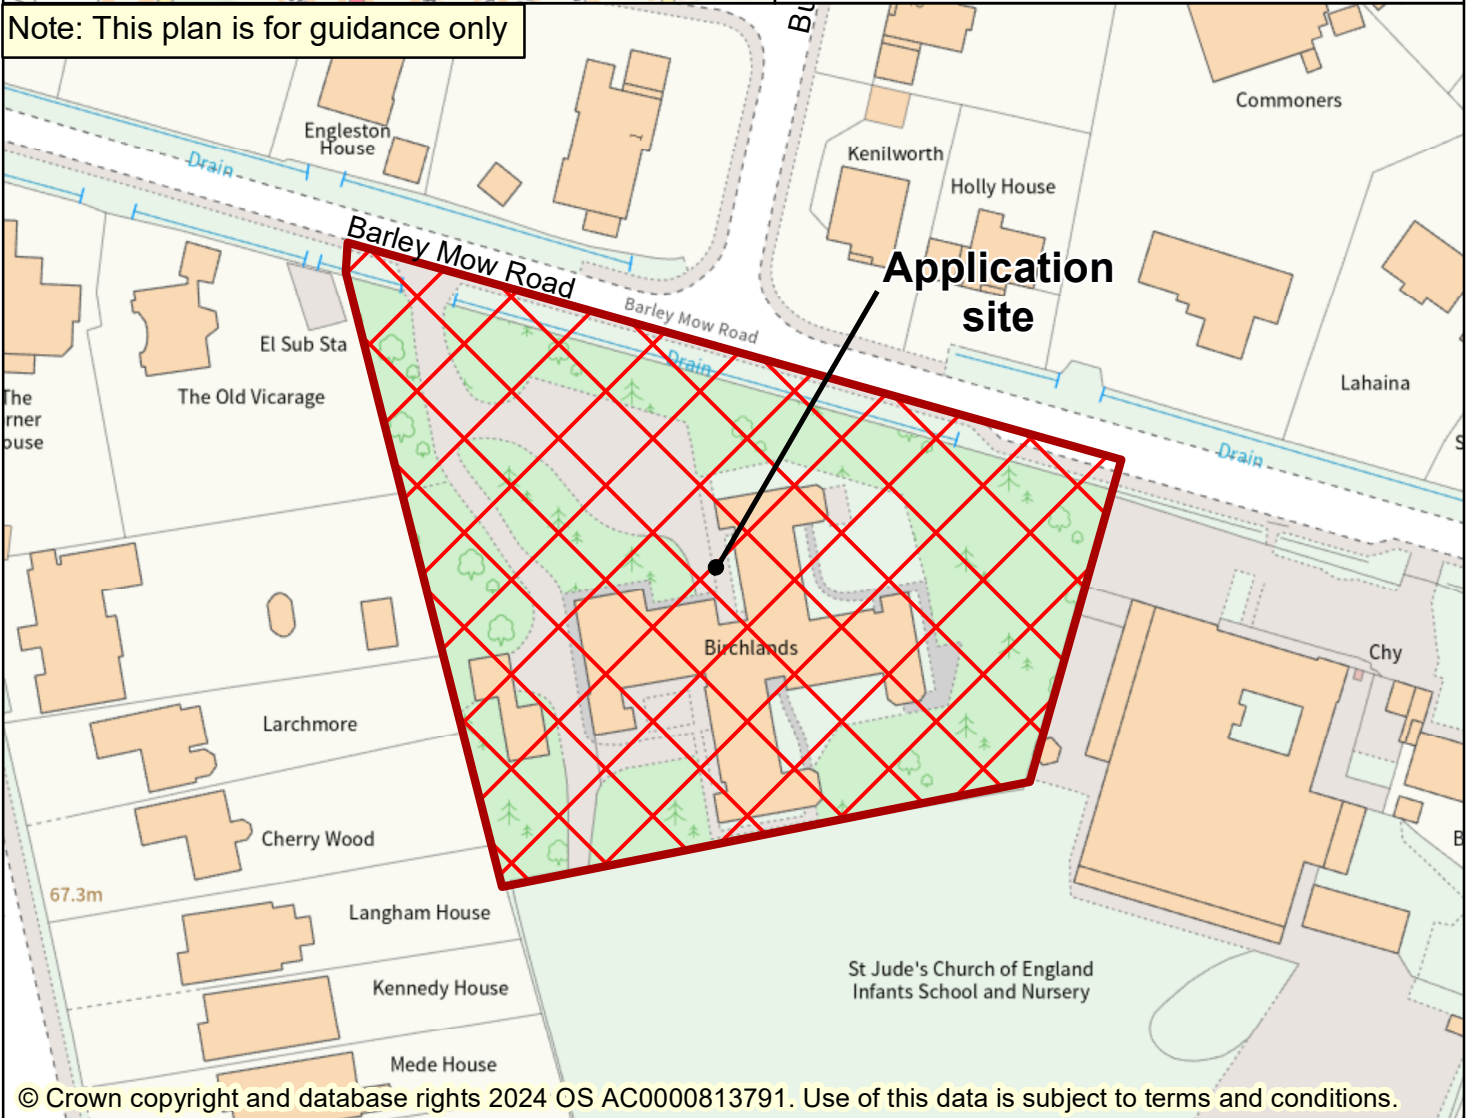 Note: This plan is for guidance only
Bu
Commoners
Engleston
House
Drain
Kenilworth
Holly House
Barley Mow Road
Application
site
Barley Mow Road
El Sub Sta
Drain
The Old Vicarage
Lahaina
The
rner
ouse
S
Drain
Birchlands
Chy
Larchmore
Cherry Wood
B
67.3m
Langham House
St Jude's Church of England
Infants School and Nursery
Kennedy House
Mede House
© Crown copyright and database rights 2024 OS AC0000813791. Use of this data is subject to terms and conditions.